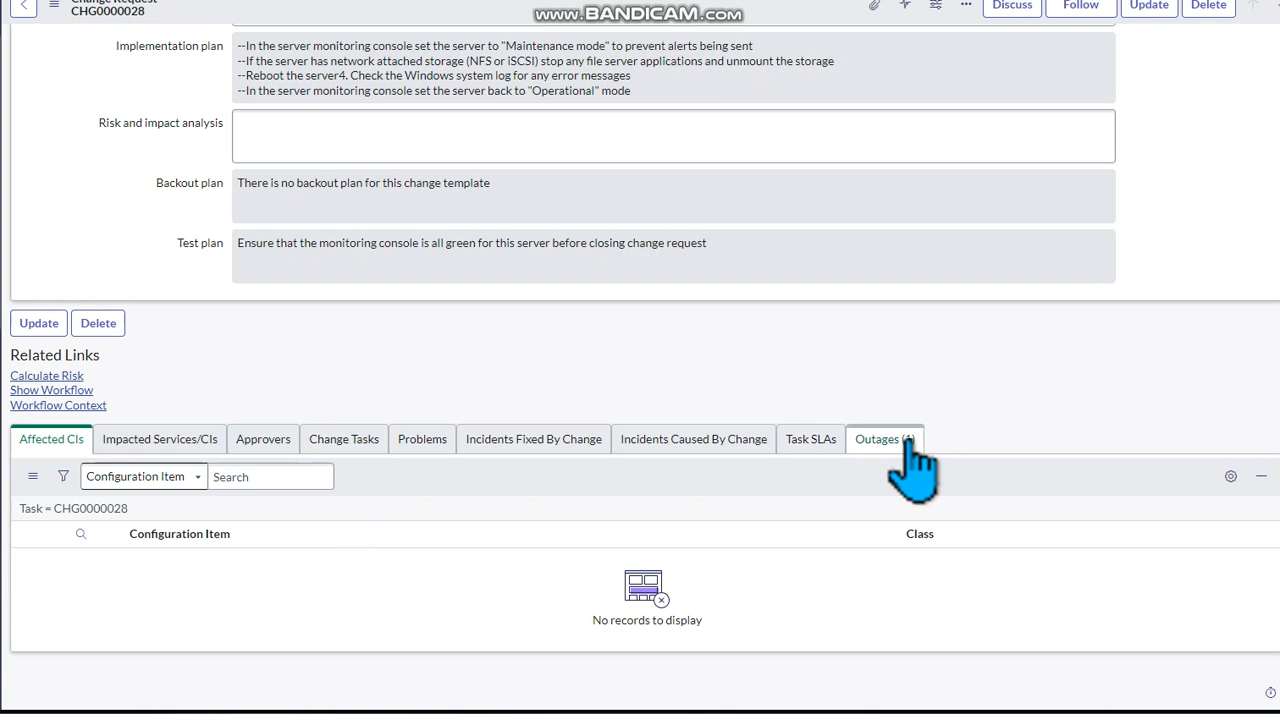 Change Request
CHG0000028
www.BANDICAM.com
Discuss
Follow
Update
Delete
Implementation plan
--In the server monitoring console set the server to "Maintenance mode" to prevent alerts being sent
--If the server has network attached storage (NFS or iSCSI) stop any file server applications and unmount the storage
--Reboot the server4. Check the Windows system log for any error messages
--In the server monitoring console set the server back to "Operational" mode
Risk and impact analysis
Backout plan
There is no backout plan for this change template
Test plan
Ensure that the monitoring console is all green for this server before closing change request
Update
Delete
Related Links
Calculate Risk
Show Workflow
Workflow Context
Affected CIs
Impacted Services/CIs
Approvers
Change Tasks
Problems
Incidents Fixed By Change
Incidents Caused By Change
Task SLAs
Outages
Configuration Item
Search
Task = CHG0000028
Configuration Item
Class
No records to display